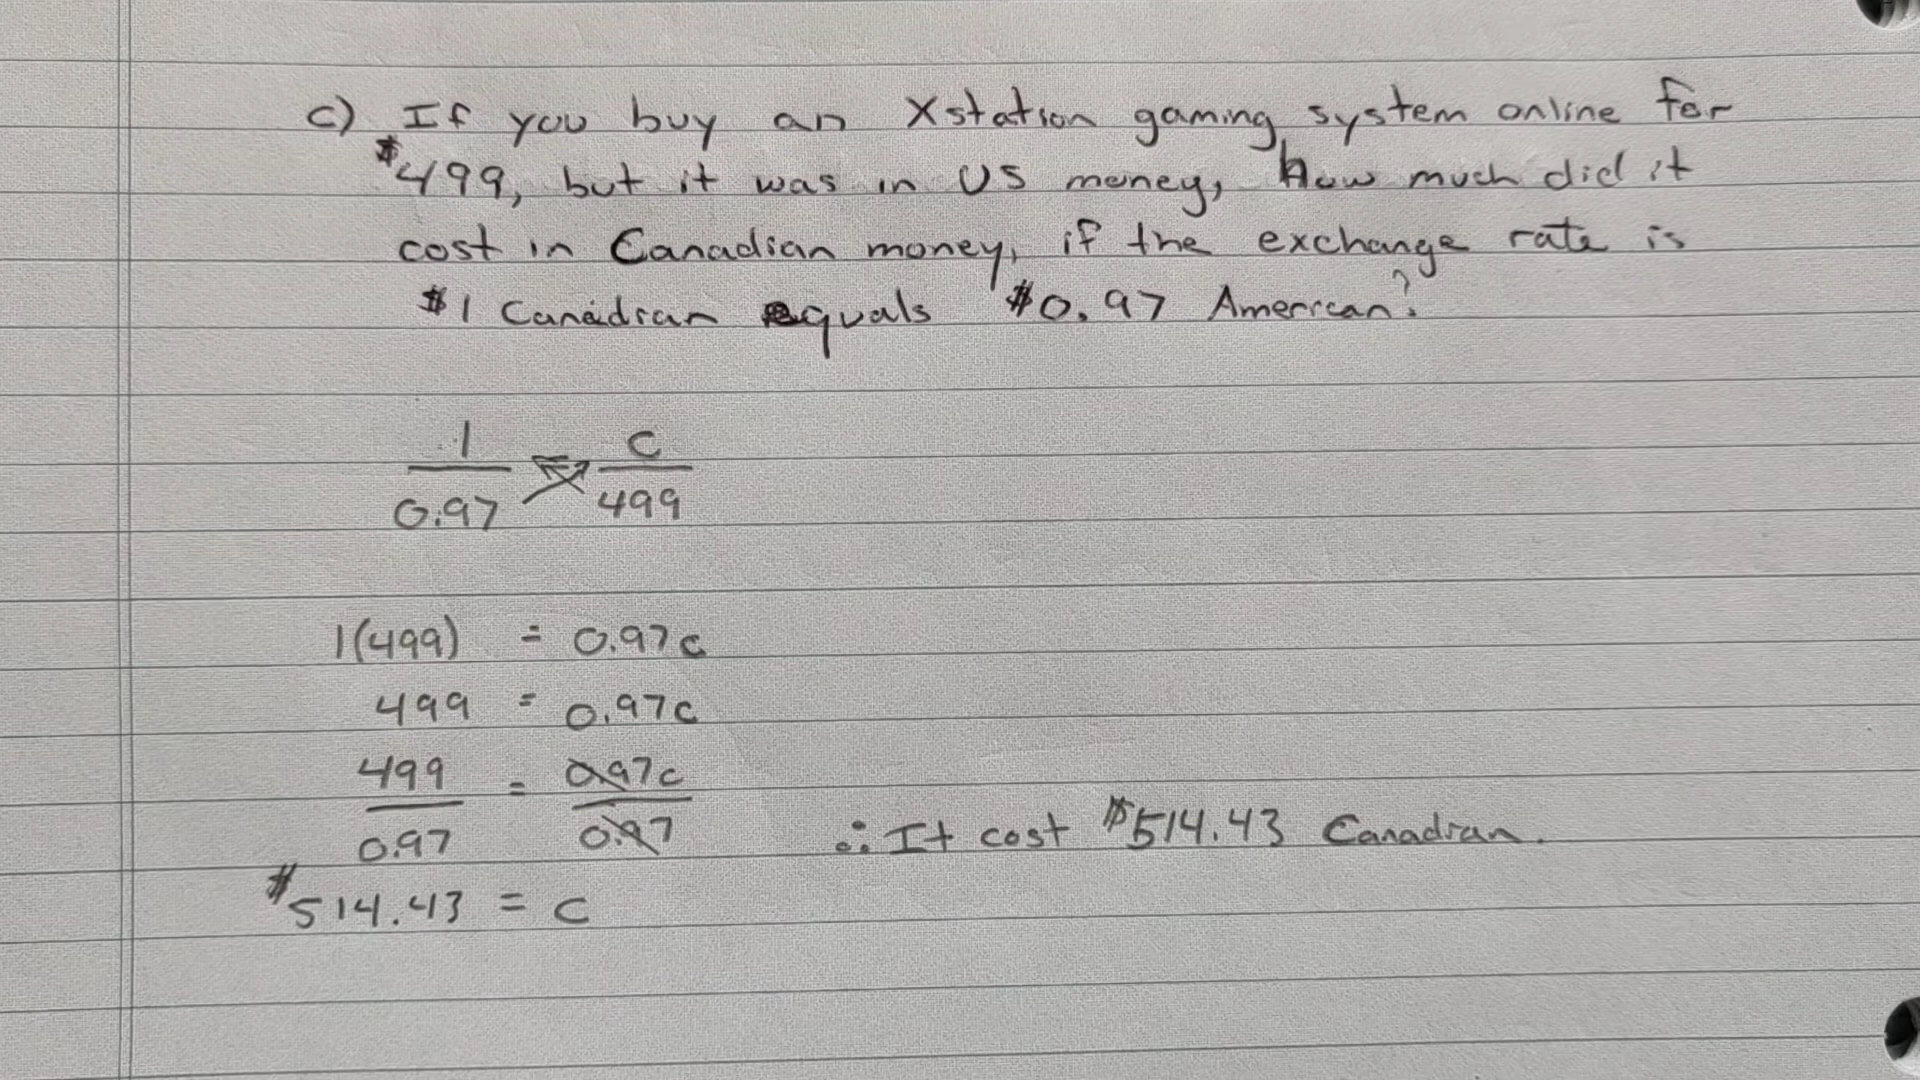 c) If you buy an Xstation gaming system online for
$499, but it was in US money, how much did it
cost in Canadian money, if the exchange rate is
$1 Canadian equals $0.97 American?
1 c
0.97 499
1(499) = 0.97c
499 = 0.97c
499 = 0.97c
0.97 0.97
∴ It cost $514.43 Canadian.
$514.43 = c